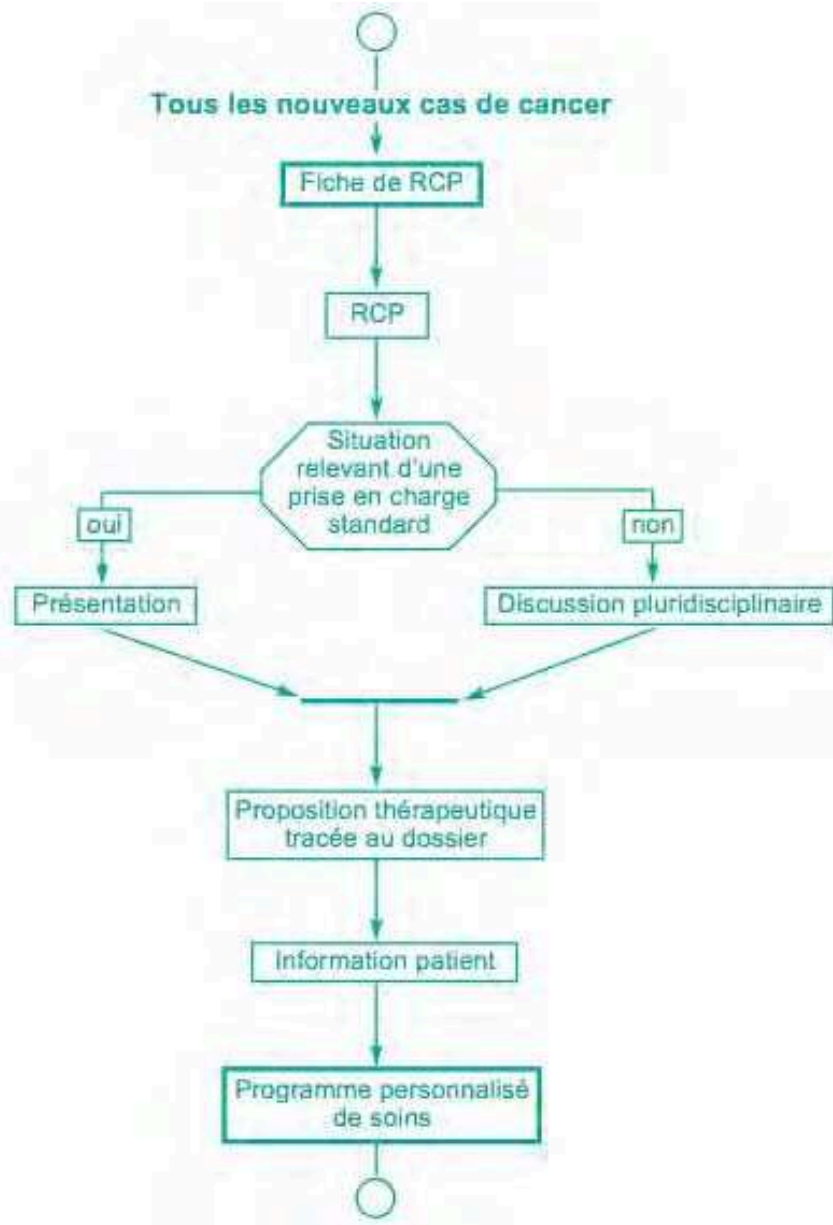 Tous les nouveaux cas de cancer
Fiche de RCP
RCP
Situation
relevant d'une
prise en charge
standard
oui
non
Présentation
Discussion pluridisciplinaire
Proposition thérapeutique
tracée au dossier
Information patient
Programme personnalisé
de soins